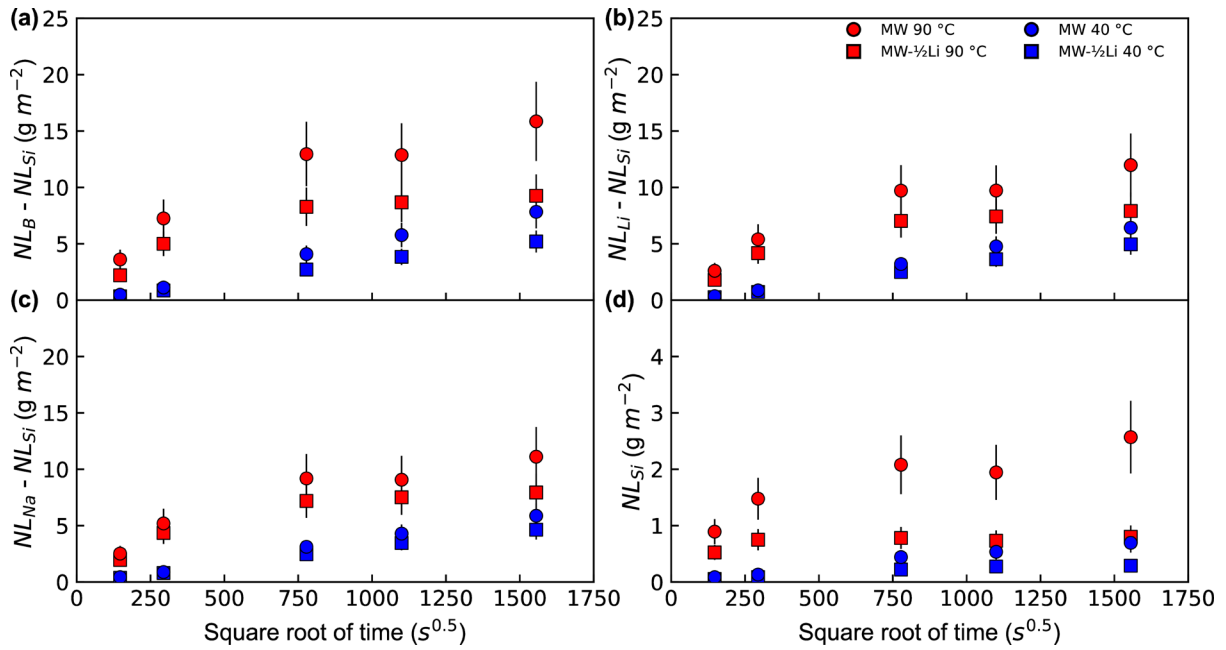 (a)
25
20
15
10
5
0
NL_B - NL_Si (g m⁻²)
(b)
25
20
15
10
5
0
NL_Li - NL_Si (g m⁻²)
MW 90 °C
MW 40 °C
MW-½Li 90 °C
MW-½Li 40 °C
(c)
20
15
10
5
0
NL_Na - NL_Si (g m⁻²)
0 250 500 750 1000 1250 1500 1750
Square root of time (s^0.5)
(d)
4
3
2
1
0
NL_Si (g m⁻²)
0 250 500 750 1000 1250 1500 1750
Square root of time (s^0.5)